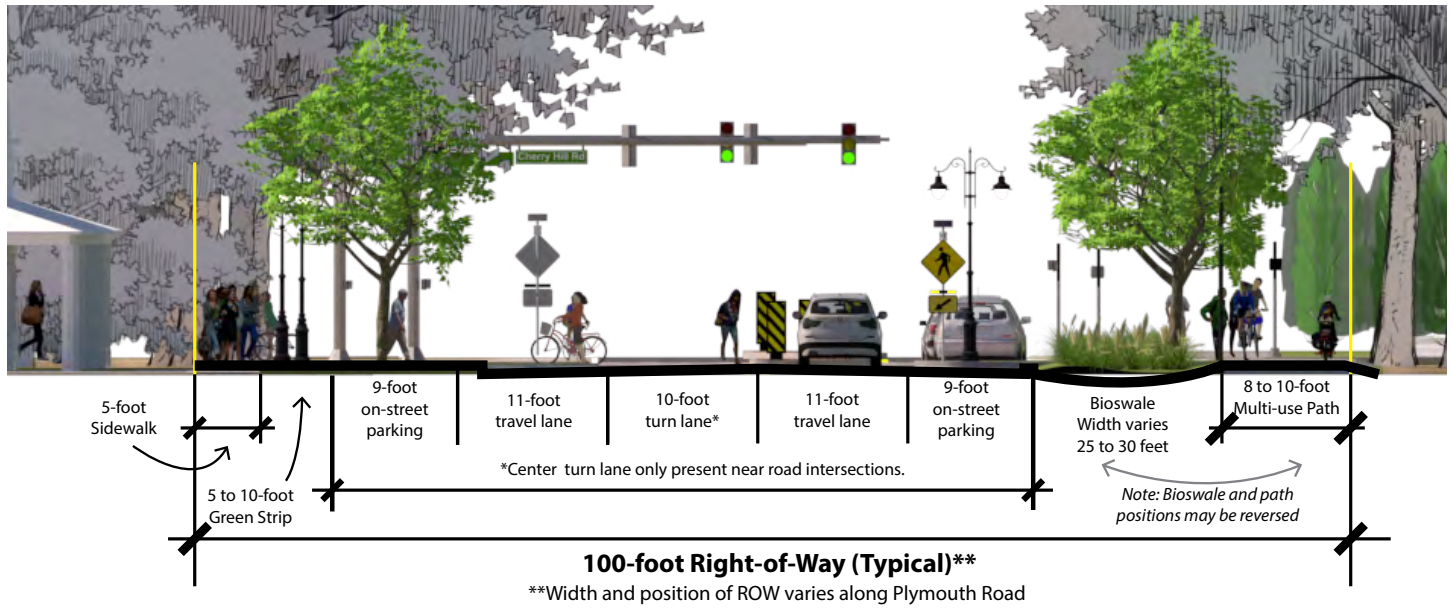 Cherry Hill Rd
5-foot
Sidewalk
5 to 10-foot
Green Strip
9-foot
on-street
parking
11-foot
travel lane
10-foot
turn lane*
11-foot
travel lane
9-foot
on-street
parking
Bioswale
Width varies
25 to 30 feet
8 to 10-foot
Multi-use Path
*Center turn lane only present near road intersections.
Note: Bioswale and path
positions may be reversed
100-foot Right-of-Way (Typical)**
**Width and position of ROW varies along Plymouth Road